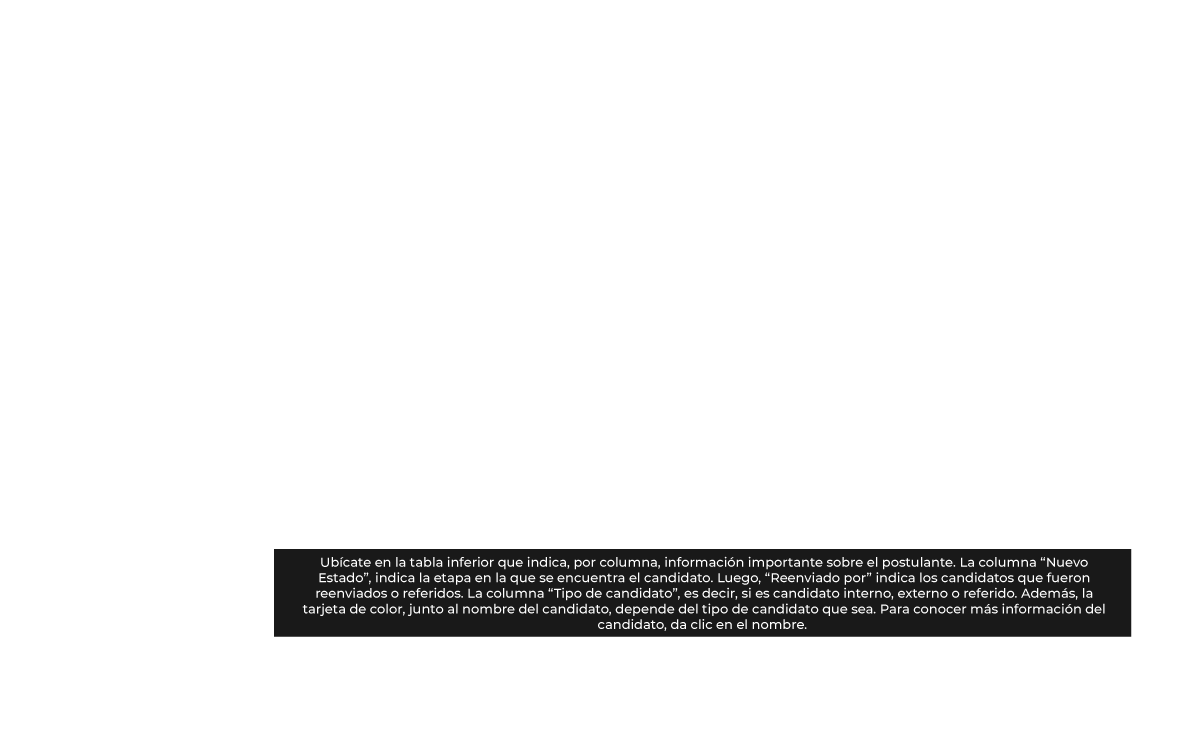 Ubícate en la tabla inferior que indica, por columna, información importante sobre el postulante. La columna “Nuevo
Estado”, indica la etapa en la que se encuentra el candidato. Luego, “Reenviado por” indica los candidatos que fueron
reenviados o referidos. La columna “Tipo de candidato”, es decir, si es candidato interno, externo o referido. Además, la
tarjeta de color, junto al nombre del candidato, depende del tipo de candidato que sea. Para conocer más información del
candidato, da clic en el nombre.